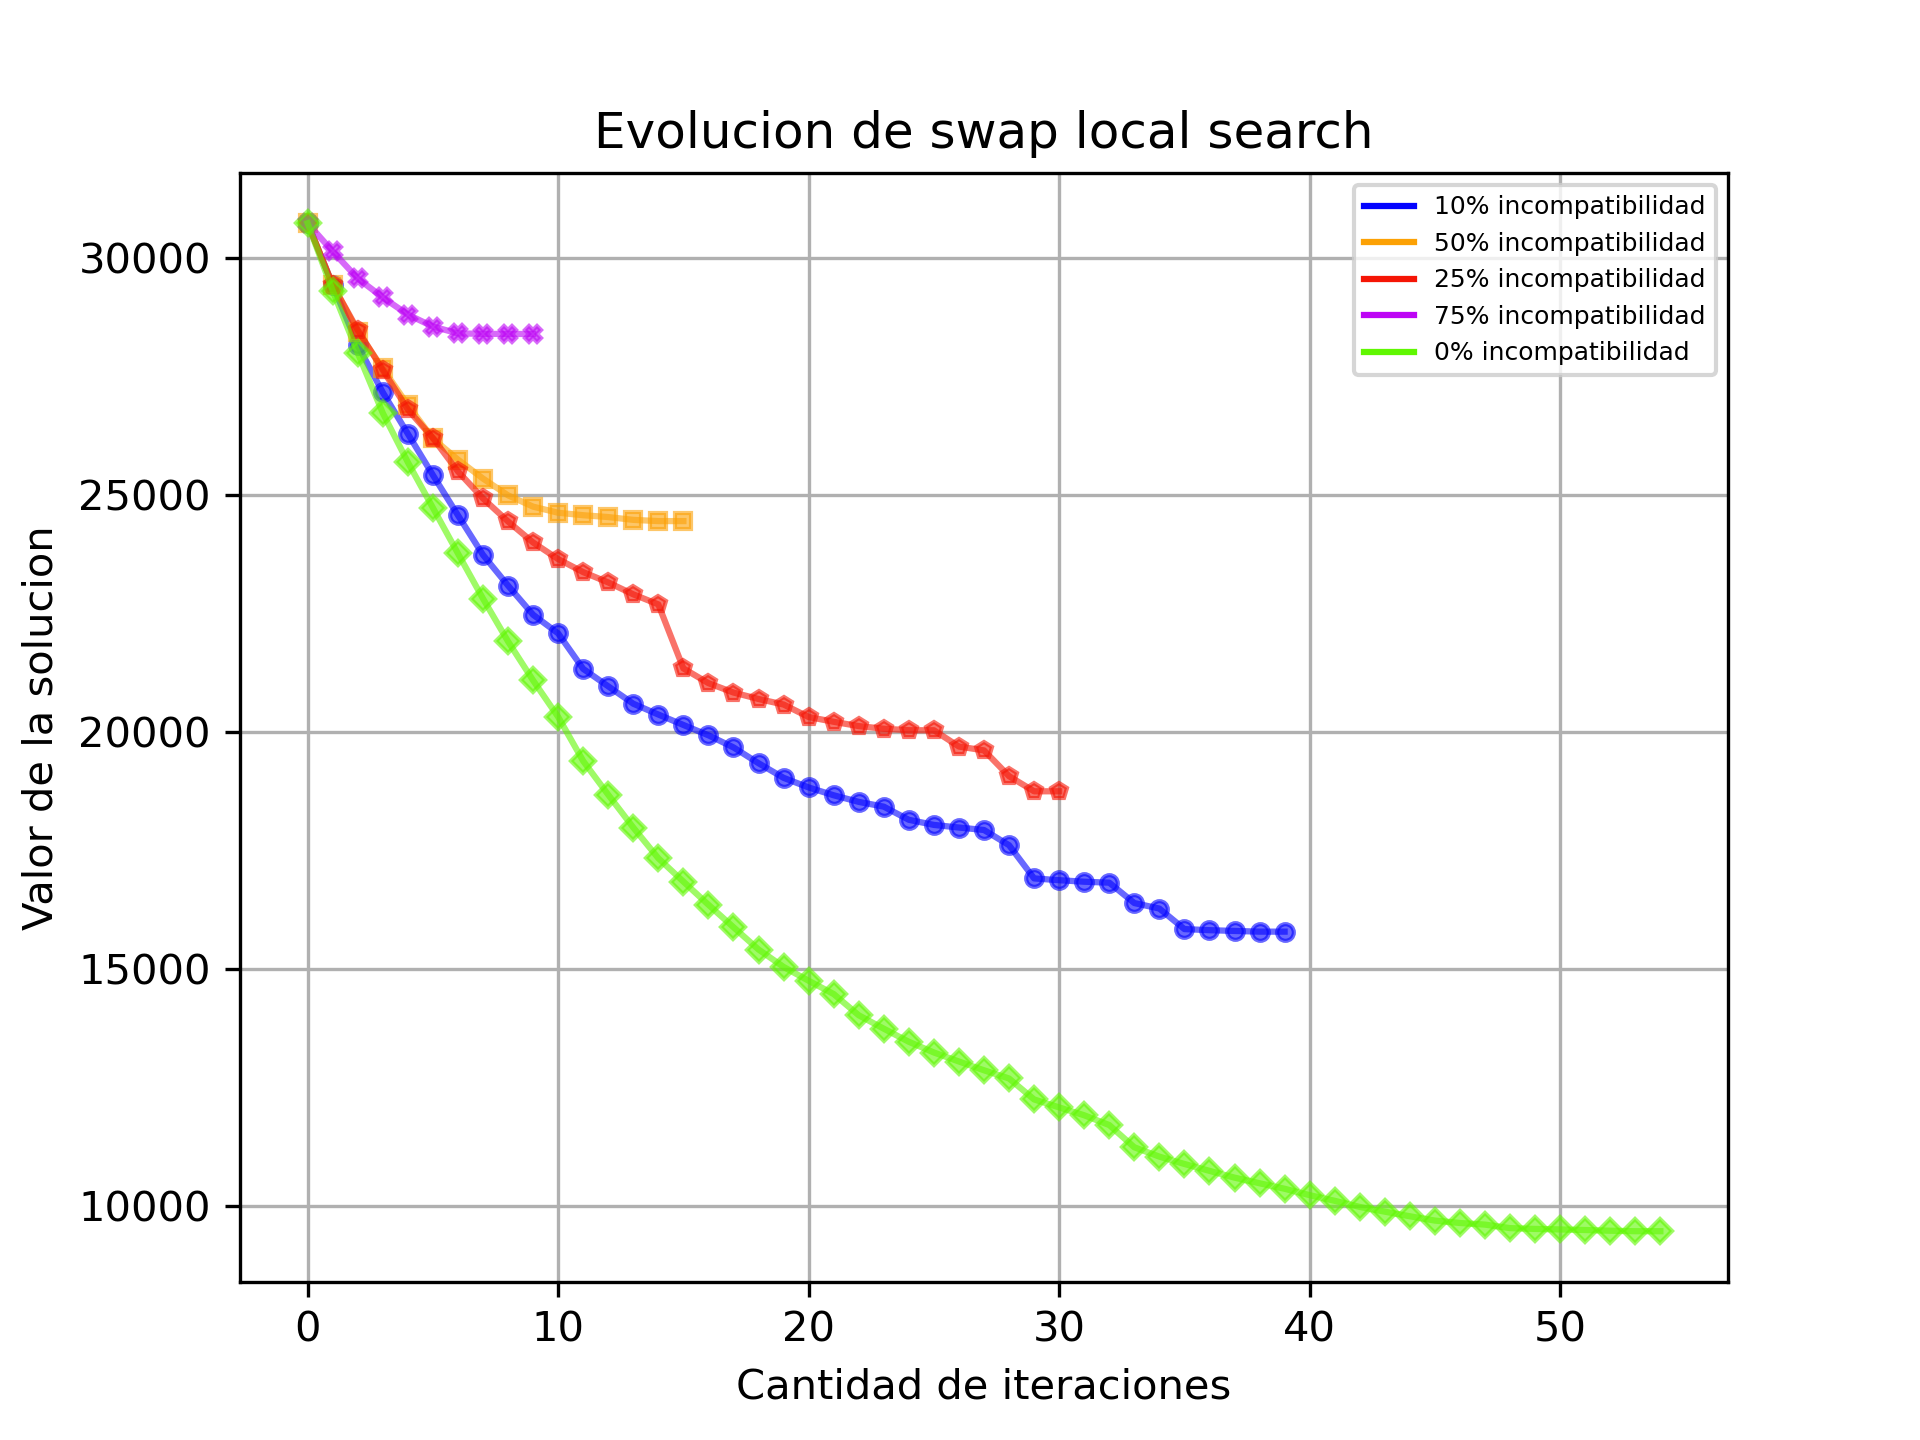 Evolucion de swap local search
10% incompatibilidad
50% incompatibilidad
25% incompatibilidad
75% incompatibilidad
0% incompatibilidad
30000
25000
20000
15000
10000
Valor de la solucion
0 10 20 30 40 50
Cantidad de iteraciones